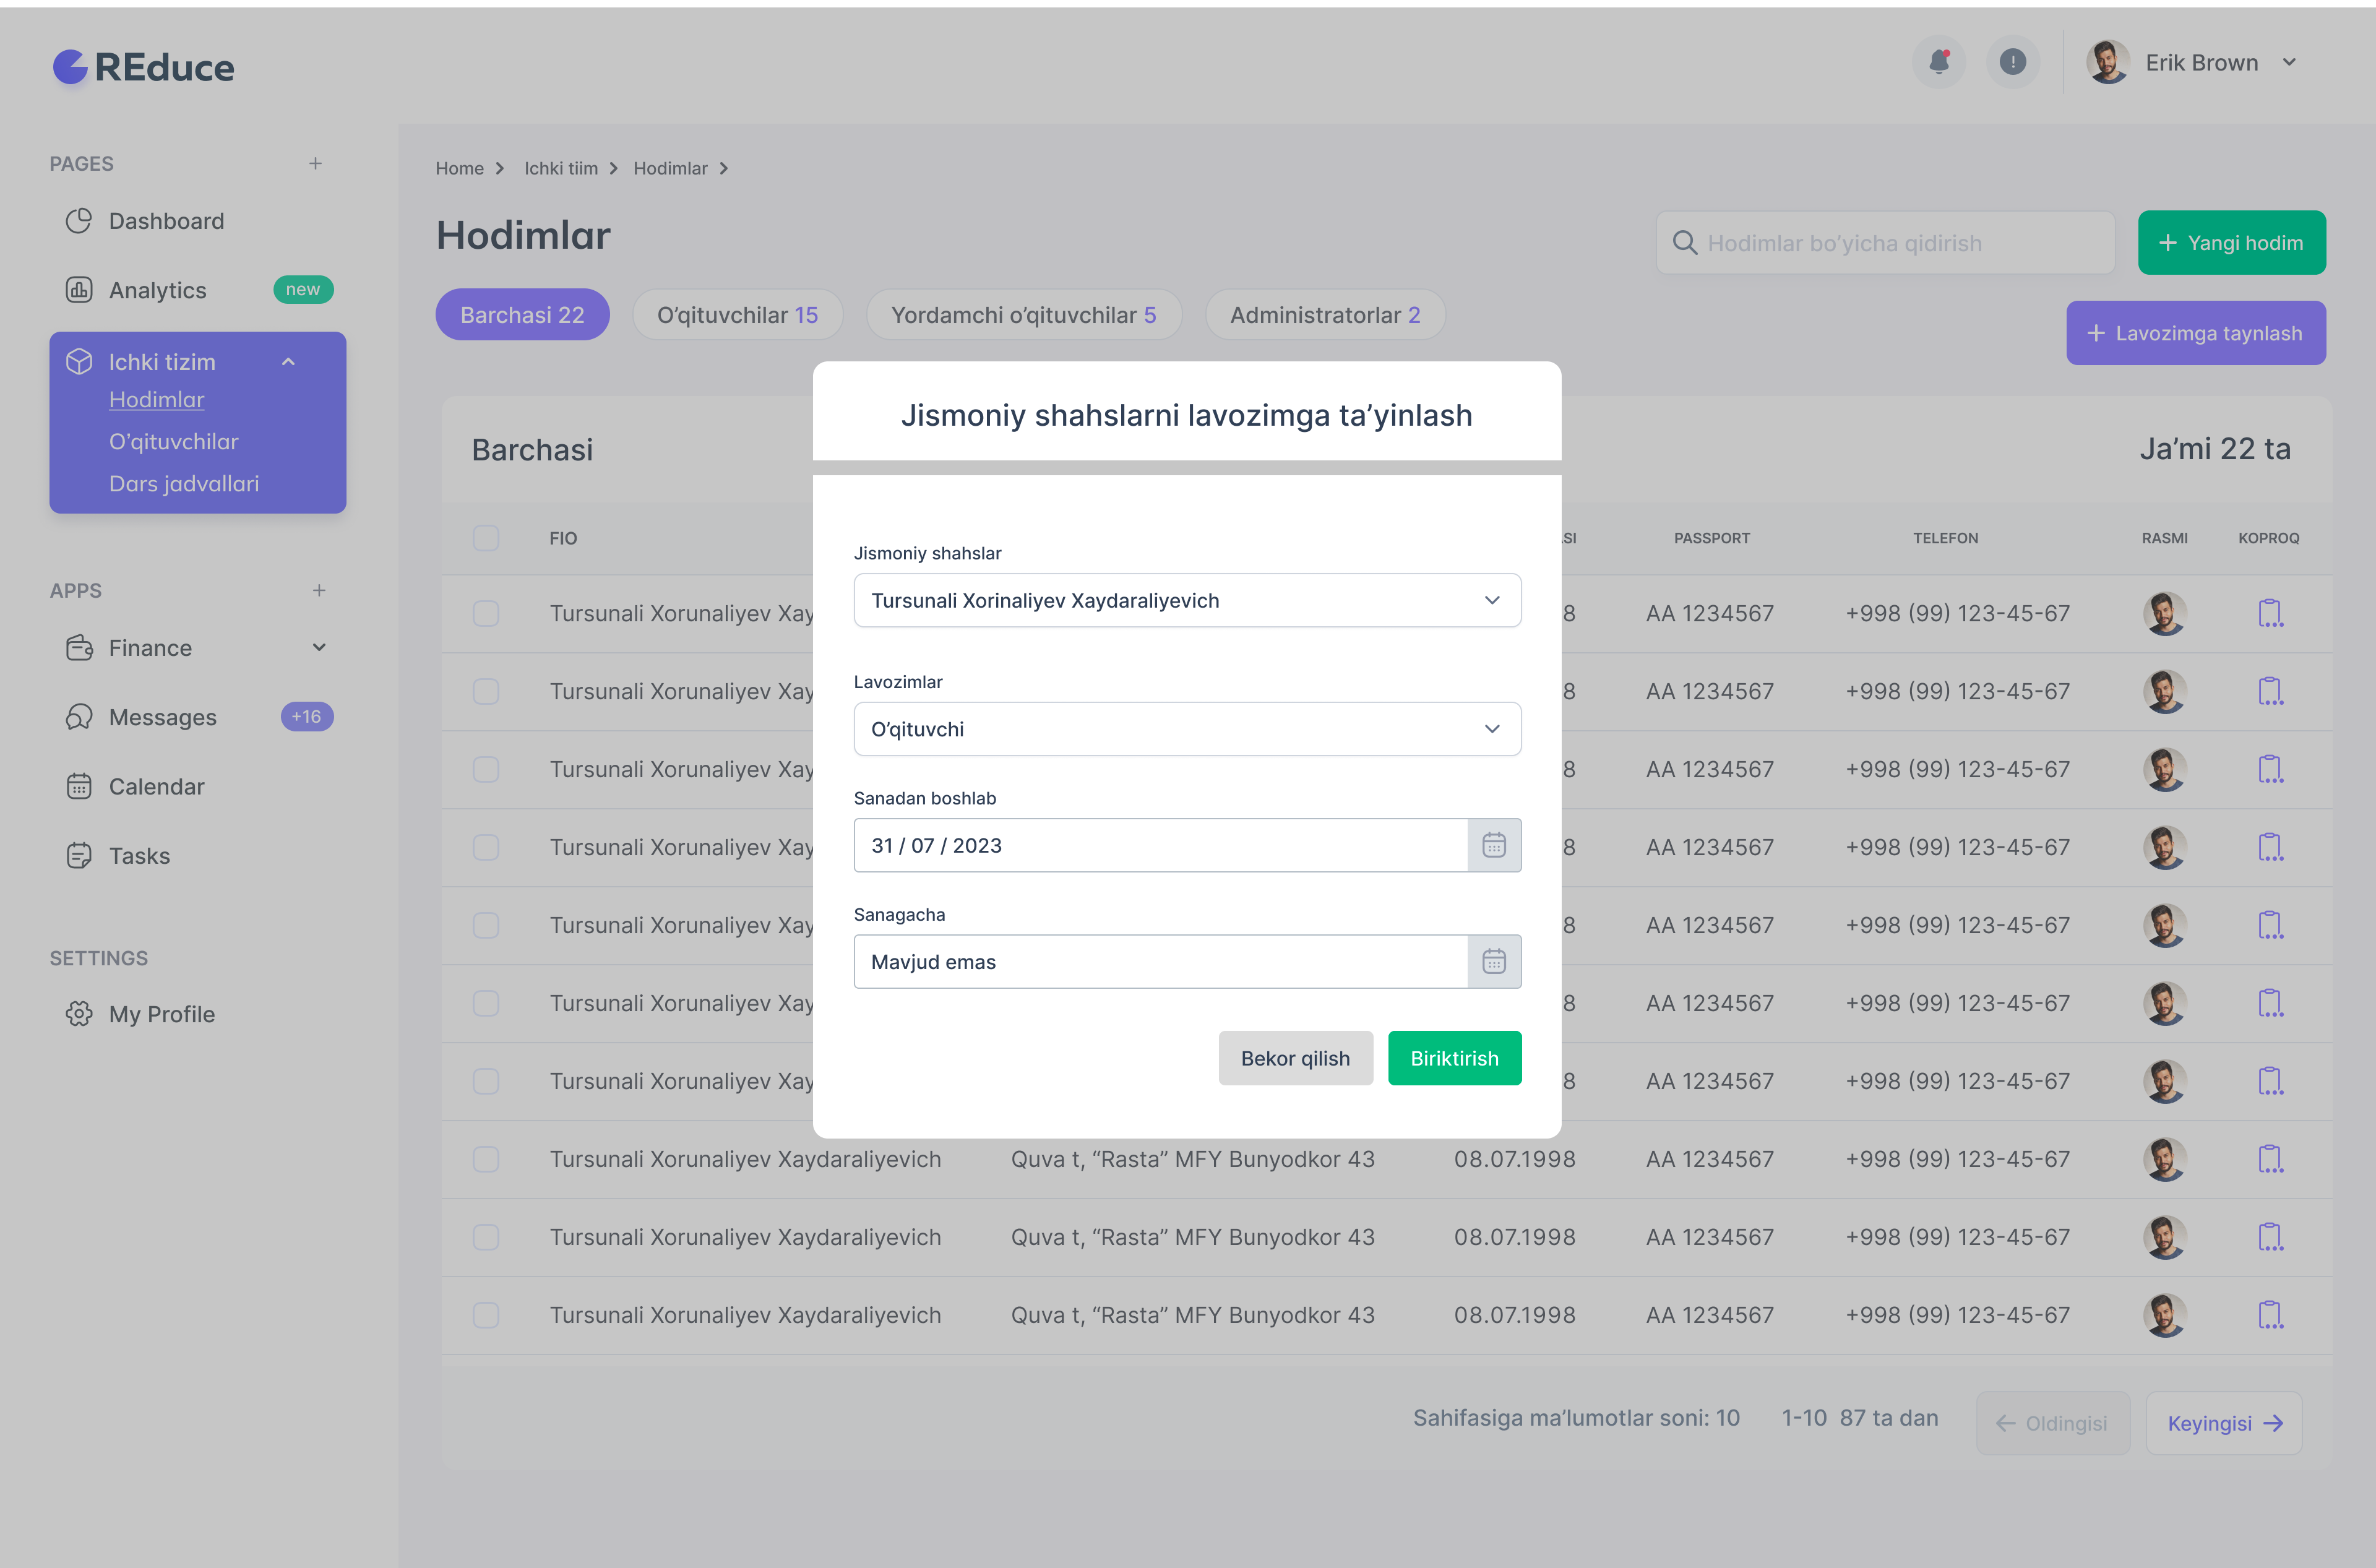 REduce
Erik Brown
PAGES
Dashboard
Analytics
new
Ichki tizim
Hodimlar
O’qituvchilar
Dars jadvallari
APPS
Finance
Messages
+16
Calendar
Tasks
SETTINGS
My Profile
Home Ichki tiim Hodimlar
Hodimlar
Hodimlar bo’yicha qidirish
Yangi hodim
Barchasi 22
O’qituvchilar 15
Yordamchi o’qituvchilar 5
Administratorlar 2
Lavozimga taynlash
Barchasi
Ja’mi 22 ta
FIO PASSPORT TELEFON RASMI KOPROQ
Tursunali Xorunaliyev Xay 8 AA 1234567 +998 (99) 123-45-67
Tursunali Xorunaliyev Xay 8 AA 1234567 +998 (99) 123-45-67
Tursunali Xorunaliyev Xay 8 AA 1234567 +998 (99) 123-45-67
Tursunali Xorunaliyev Xay 8 AA 1234567 +998 (99) 123-45-67
Tursunali Xorunaliyev Xay 8 AA 1234567 +998 (99) 123-45-67
Tursunali Xorunaliyev Xay 8 AA 1234567 +998 (99) 123-45-67
Tursunali Xorunaliyev Xay 8 AA 1234567 +998 (99) 123-45-67
Tursunali Xorunaliyev Xaydaraliyevich Quva t, “Rasta” MFY Bunyodkor 43 08.07.1998 AA 1234567 +998 (99) 123-45-67
Tursunali Xorunaliyev Xaydaraliyevich Quva t, “Rasta” MFY Bunyodkor 43 08.07.1998 AA 1234567 +998 (99) 123-45-67
Tursunali Xorunaliyev Xaydaraliyevich Quva t, “Rasta” MFY Bunyodkor 43 08.07.1998 AA 1234567 +998 (99) 123-45-67
Sahifasiga ma’lumotlar soni: 10 1-10 87 ta dan
Oldingisi
Keyingisi
Jismoniy shahslarni lavozimga ta’yinlash
Jismoniy shahslar
Tursunali Xorinaliyev Xaydaraliyevich
Lavozimlar
O’qituvchi
Sanadan boshlab
31 / 07 / 2023
Sanagacha
Mavjud emas
Bekor qilish
Biriktirish